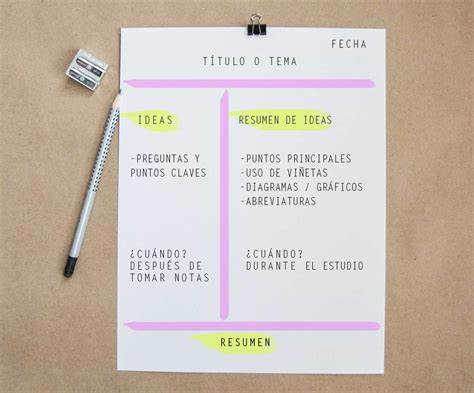 FECHA
TÍTULO O TEMA
IDEAS
-PREGUNTAS Y
PUNTOS CLAVES
¿CUÁNDO?
DESPUÉS DE
TOMAR NOTAS
RESUMEN DE IDEAS
-PUNTOS PRINCIPALES
-USO DE VIÑETAS
-DIAGRAMAS / GRÁFICOS
-ABREVIATURAS
¿CUÁNDO?
DURANTE EL ESTUDIO
RESUMEN